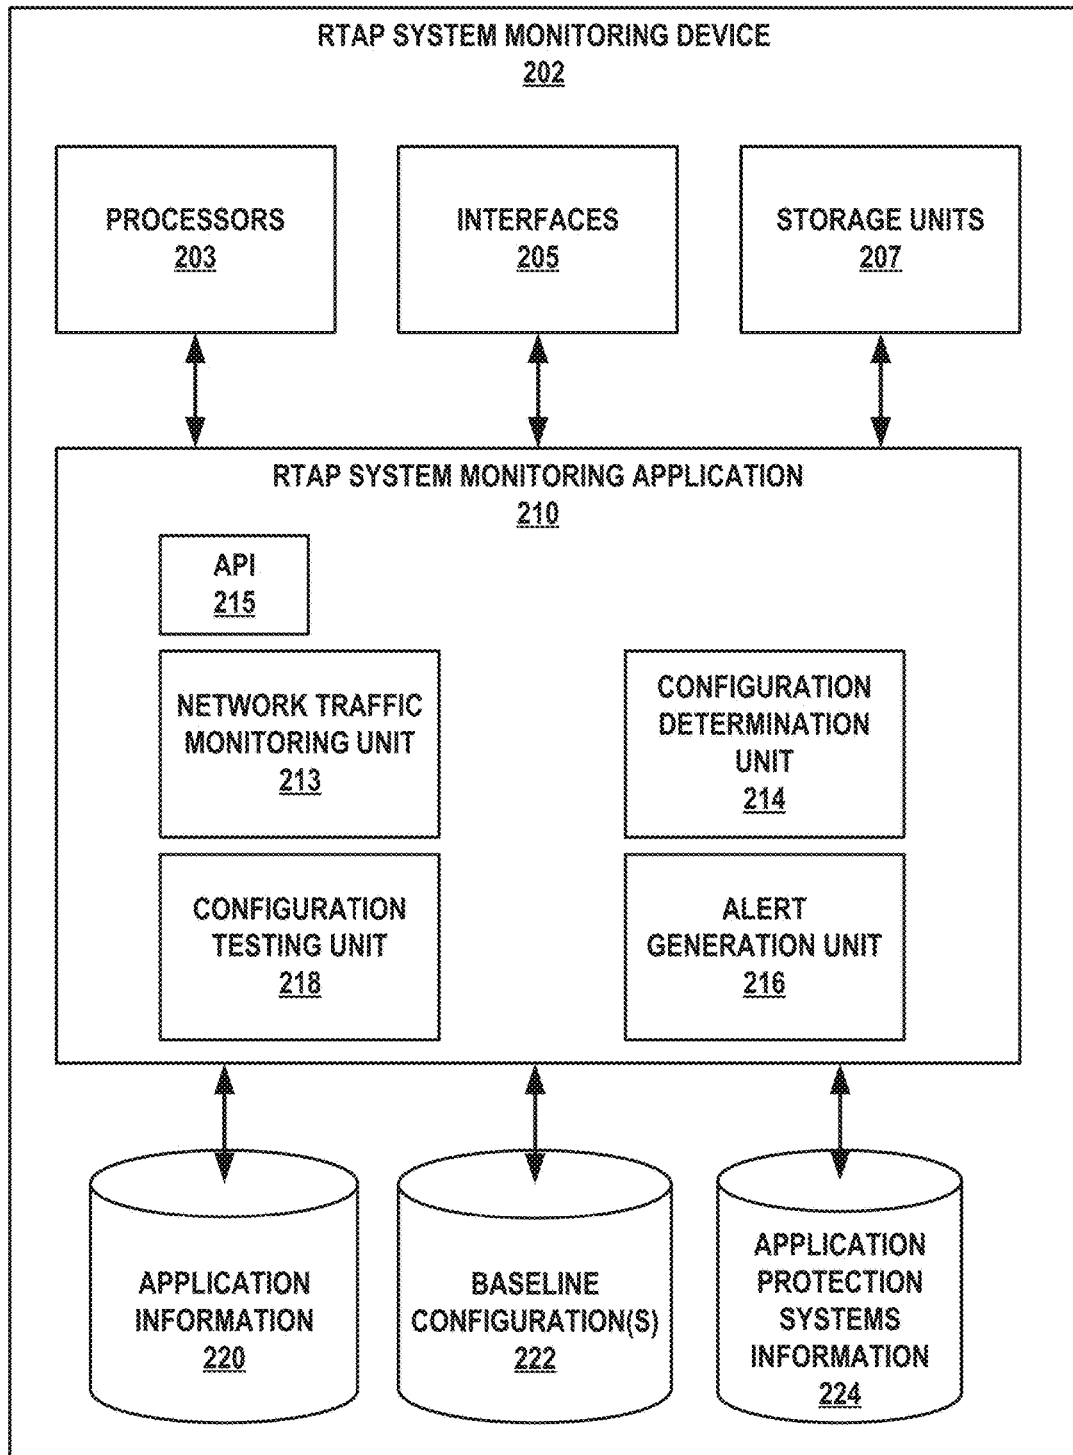 RTAP SYSTEM MONITORING DEVICE
202
PROCESSORS
203
INTERFACES
205
STORAGE UNITS
207
RTAP SYSTEM MONITORING APPLICATION
210
API
215
NETWORK TRAFFIC
MONITORING UNIT
213
CONFIGURATION
DETERMINATION
UNIT
214
CONFIGURATION
TESTING UNIT
218
ALERT
GENERATION UNIT
216
APPLICATION
INFORMATION
220
BASELINE
CONFIGURATION(S)
222
APPLICATION
PROTECTION
SYSTEMS
INFORMATION
224